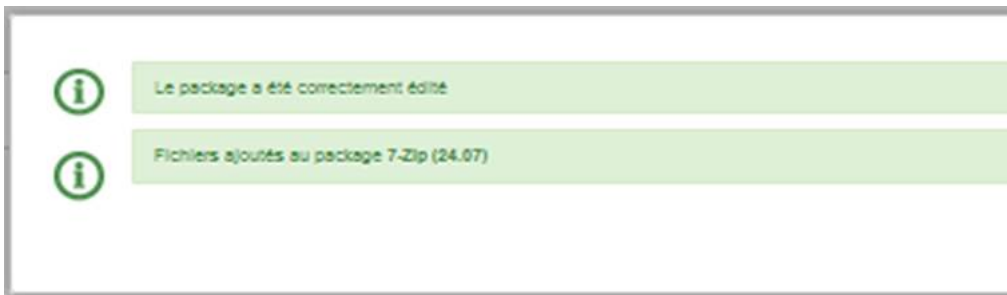 Le package a été correctement édité
Fichiers ajoutés au package 7-Zip (24.07)